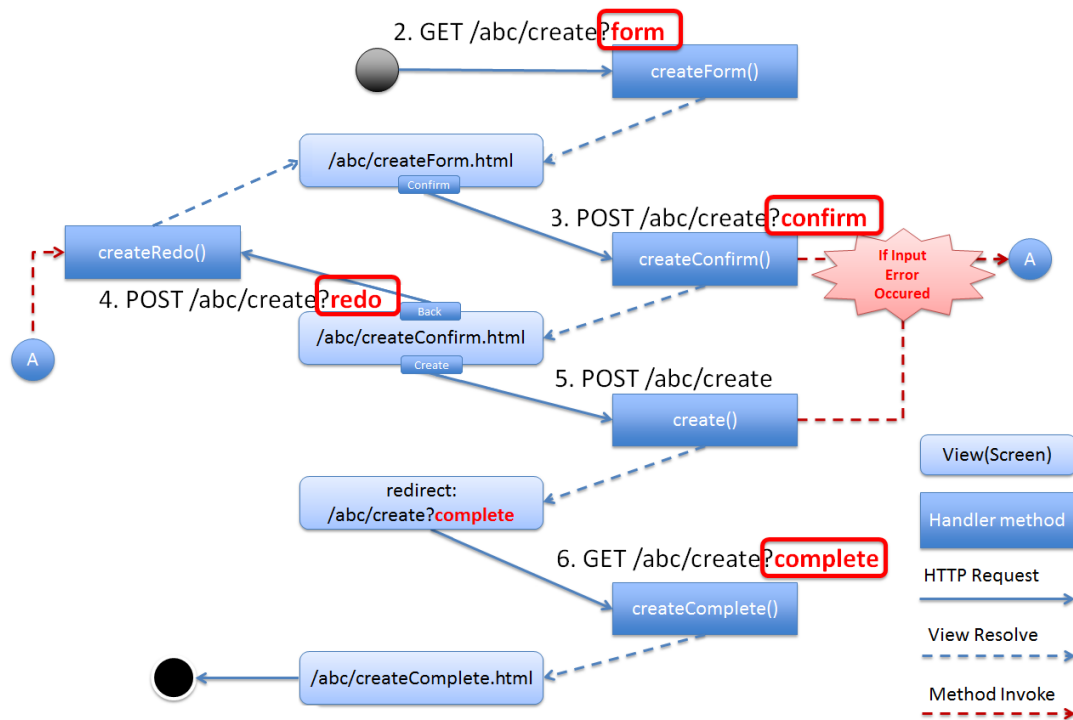 2. GET /abc/create?form
createForm()
/abc/createForm.html
Confirm
3. POST /abc/create?confirm
createRedo()
createConfirm()
If Input
Error
Occured
A
4. POST /abc/create?redo
Back
/abc/createConfirm.html
A
Create
5. POST /abc/create
create()
View(Screen)
redirect:
/abc/create?complete
Handler method
6. GET /abc/create?complete
HTTP Request
createComplete()
View Resolve
/abc/createComplete.html
Method Invoke